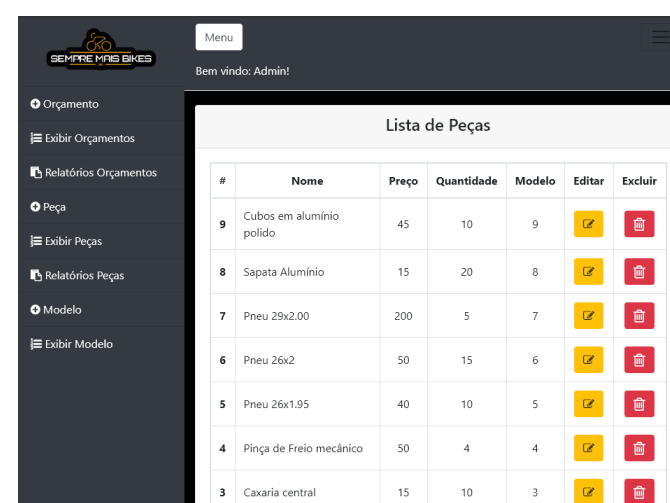 SEMPRE MAIS BIKES
Menu
Bem vindo: Admin!
Orçamento
Exibir Orçamentos
Relatórios Orçamentos
Peça
Exibir Peças
Relatórios Peças
Modelo
Exibir Modelo
Lista de Peças
# Nome Preço Quantidade Modelo Editar Excluir
9 Cubos em alumínio polido 45 10 9
8 Sapata Alumínio 15 20 8
7 Pneu 29x2.00 200 5 7
6 Pneu 26x2 50 15 6
5 Pneu 26x1.95 40 10 5
4 Pinça de Freio mecânico 50 4 4
3 Caxaria central 15 10 3